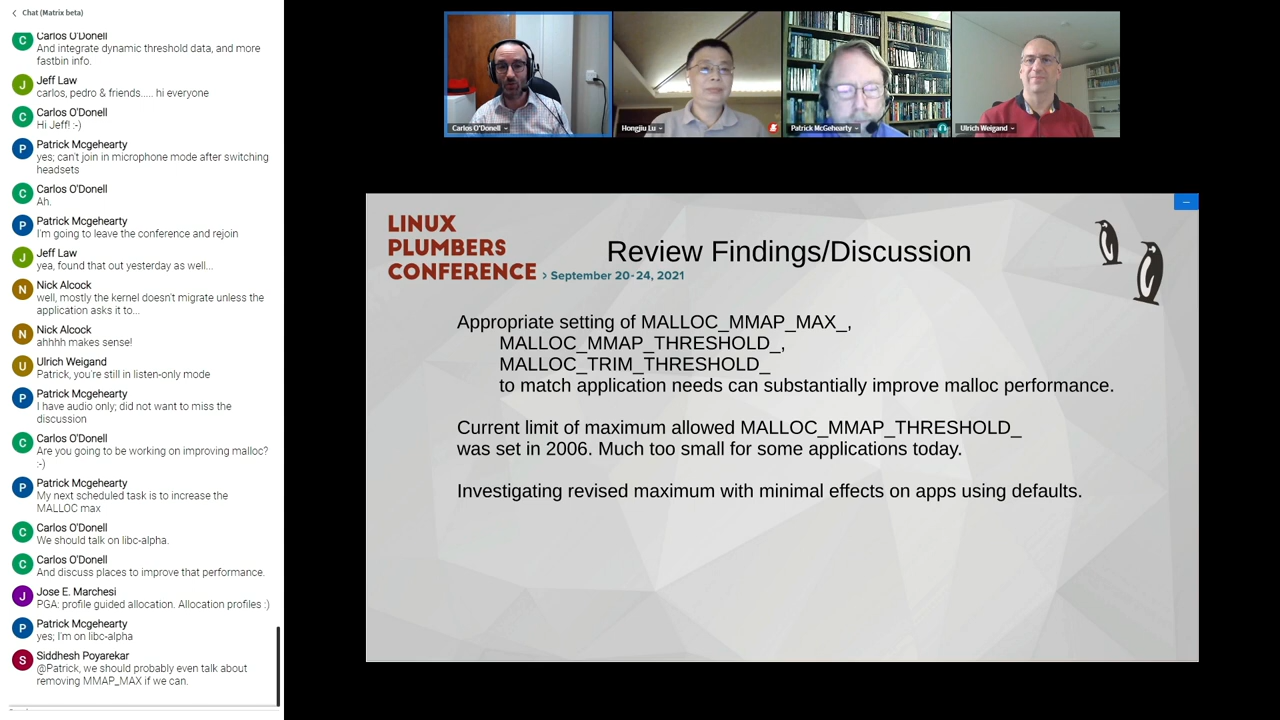 Chat (Matrix beta)
Carlos O'Donell
And integrate dynamic threshold data, and more
fastbin info.
Jeff Law
carlos, pedro & friends..... hi everyone
Carlos O'Donell
Hi Jeff! :-)
Patrick Mcgehearty
yes; can't join in microphone mode after switching
headsets
Carlos O'Donell
Ah.
Patrick Mcgehearty
I'm going to leave the conference and rejoin
Jeff Law
yea, found that out yesterday as well...
Nick Alcock
well, mostly the kernel doesn't migrate unless the
application asks it to...
Nick Alcock
ahhhh makes sense!
Ulrich Weigand
Patrick, you're still in listen-only mode
Patrick Mcgehearty
I have audio only; did not want to miss the
discussion
Carlos O'Donell
Are you going to be working on improving malloc?
:-)
Patrick Mcgehearty
My next scheduled task is to increase the
MALLOC max
Carlos O'Donell
We should talk on libc-alpha.
Carlos O'Donell
And discuss places to improve that performance.
Jose E. Marchesi
PGA: profile guided allocation. Allocation profiles :)
Patrick Mcgehearty
yes; I'm on libc-alpha
Siddhesh Poyarekar
@Patrick, we should probably even talk about
removing MMAP_MAX if we can.
C
J
C
P
C
P
J
N
N
U
P
C
P
C
C
J
P
S
Carlos O'Donell
Hongjiu Lu
Patrick McGehearty
Ulrich Weigand
LINUX
PLUMBERS
CONFERENCE > September 20-24, 2021
Review Findings/Discussion
Appropriate setting of MALLOC_MMAP_MAX_,
MALLOC_MMAP_THRESHOLD_,
MALLOC_TRIM_THRESHOLD_
to match application needs can substantially improve malloc performance.
Current limit of maximum allowed MALLOC_MMAP_THRESHOLD_
was set in 2006. Much too small for some applications today.
Investigating revised maximum with minimal effects on apps using defaults.